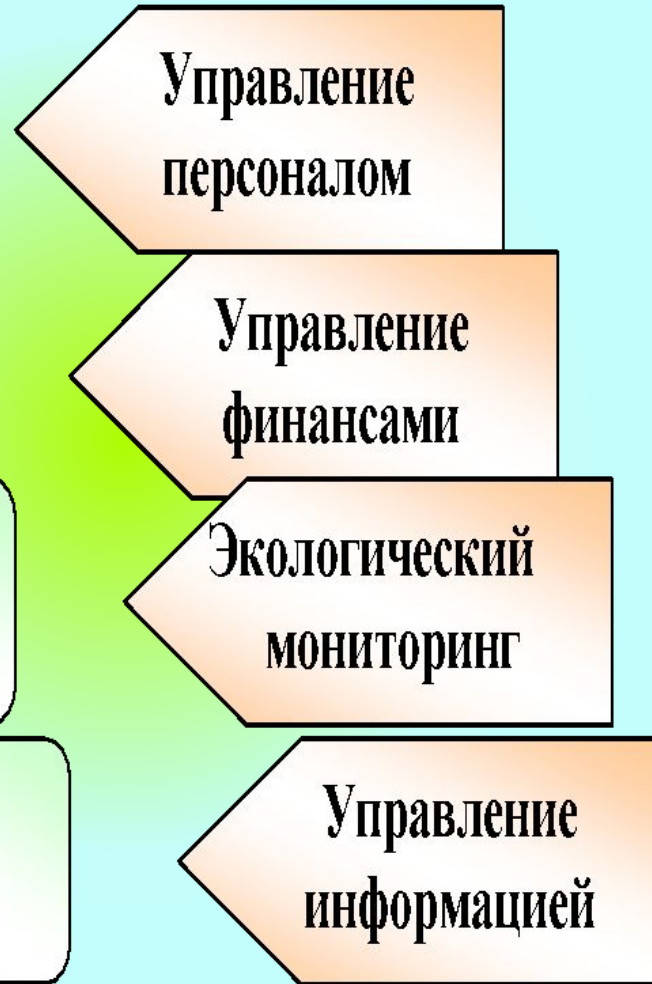 Управление
персоналом
Управление
финансами
Экологический
мониторинг
Управление
информацией